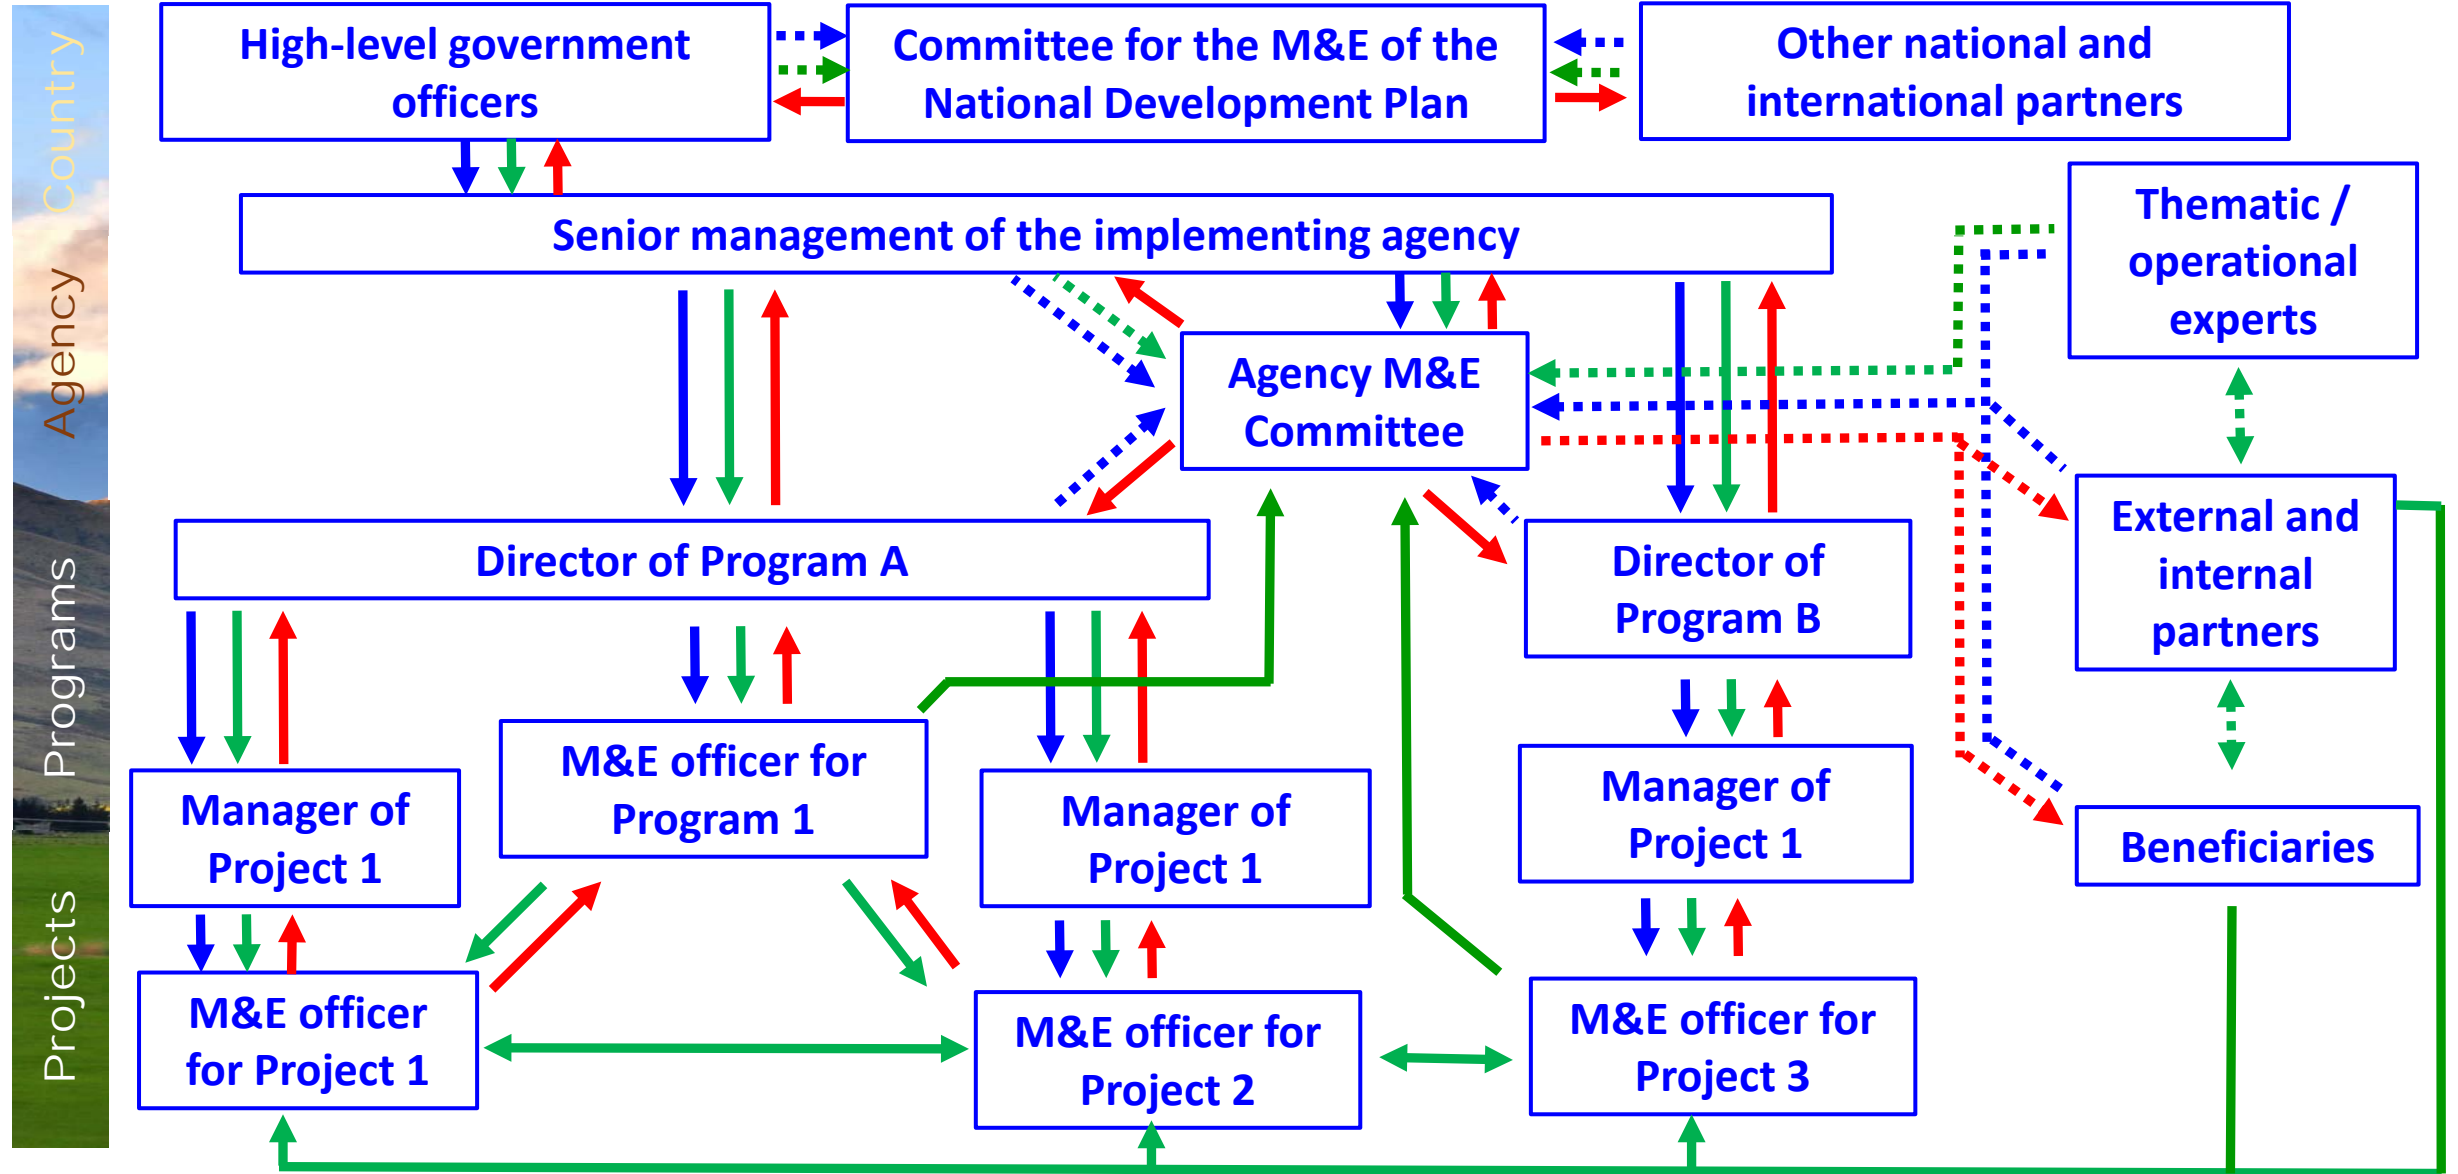 Country
Agency
Programs
Projects
High-level government
officers
Committee for the M&E of the
National Development Plan
Other national and
international partners
Senior management of the implementing agency
Thematic /
operational
experts
Agency M&E
Committee
Director of Program A
Director of
Program B
External and
internal
partners
Manager of
Project 1
M&E officer for
Program 1
Manager of
Project 1
Manager of
Project 1
Beneficiaries
M&E officer
for Project 1
M&E officer for
Project 2
M&E officer for
Project 3